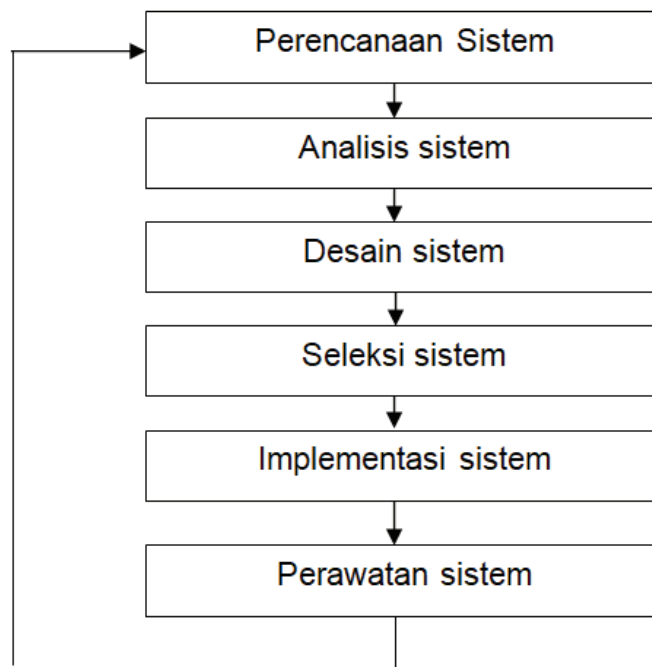 Perencanaan Sistem
Analisis sistem
Desain sistem
Seleksi sistem
Implementasi sistem
Perawatan sistem